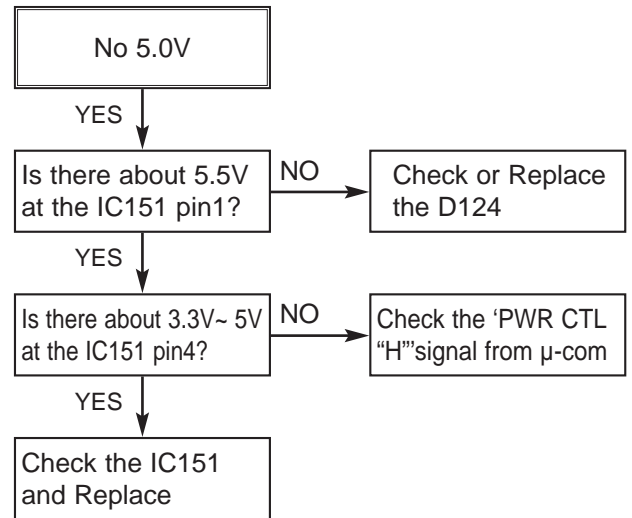 No 5.0V
YES
Is there about 5.5V
at the IC151 pin1?
NO
Check or Replace
the D124
YES
Is there about 3.3V~ 5V
at the IC151 pin4?
NO
Check the ‘PWR CTL
“H”’signal from µ-com
YES
Check the IC151
and Replace